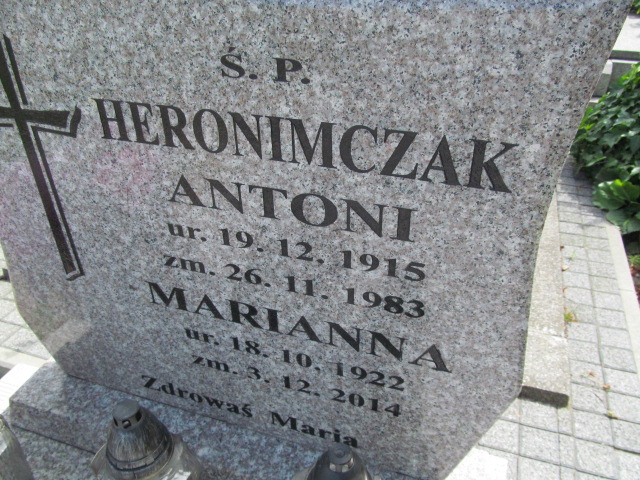 Ś. P.
HERONIMCZAK
ANTONI
ur. 19. 12. 1915
zm. 26. 11. 1983
MARIANNA
ur. 18. 10. 1922
zm. 3. 12. 2014
Zdrowaś Maria